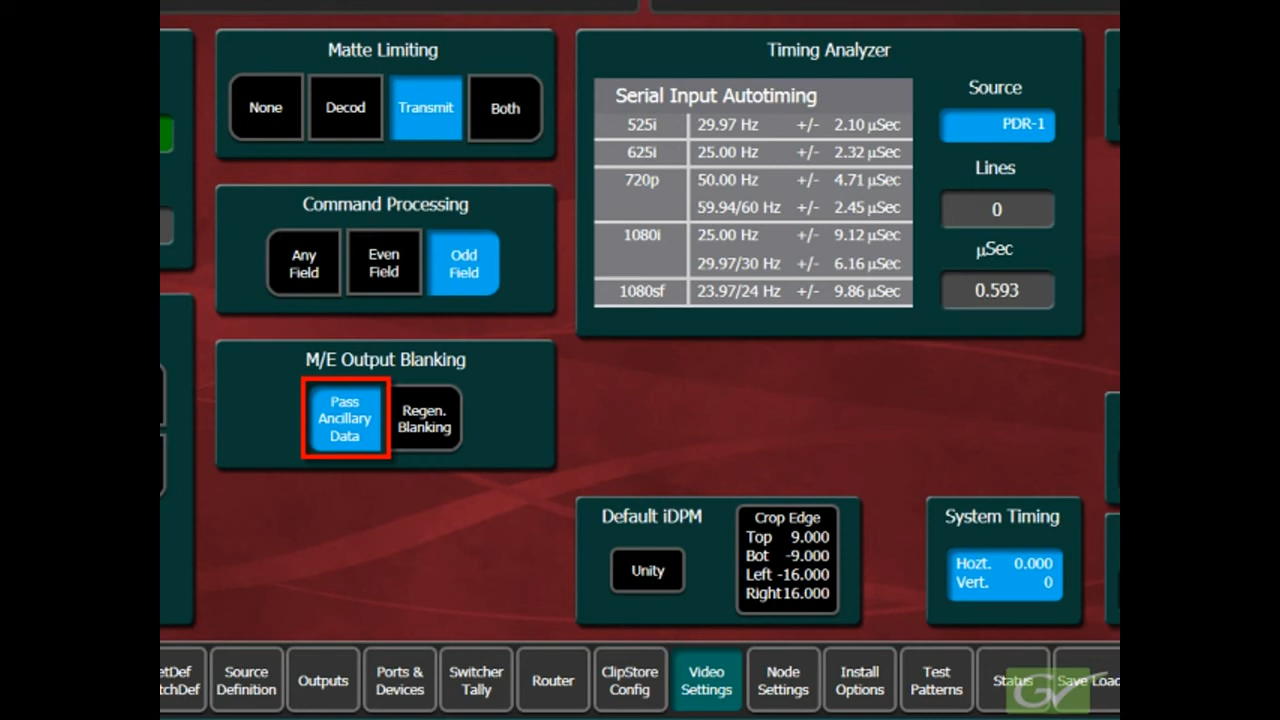 Matte Limiting
None
Decod
Transmit
Both
Command Processing
Any
Field
Even
Field
Odd
Field
M/E Output Blanking
Pass
Ancillary
Data
Regen.
Blanking
Timing Analyzer
Serial Input Autotiming
525i 29.97 Hz +/- 2.10 µSec
625i 25.00 Hz +/- 2.32 µSec
720p 50.00 Hz +/- 4.71 µSec
59.94/60 Hz +/- 2.45 µSec
1080i 25.00 Hz +/- 9.12 µSec
29.97/30 Hz +/- 6.16 µSec
1080sf 23.97/24 Hz +/- 9.86 µSec
Source
PDR-1
Lines
0
µSec
0.593
Default iDPM
Unity
Crop Edge
Top 9.000
Bot -9.000
Left -16.000
Right 16.000
System Timing
Hozt. 0.000
Vert. 0
etDef
tchDef
Source
Definition
Outputs
Ports &
Devices
Switcher
Tally
Router
ClipStore
Config
Video
Settings
Node
Settings
Install
Options
Test
Patterns
Status
Save Load